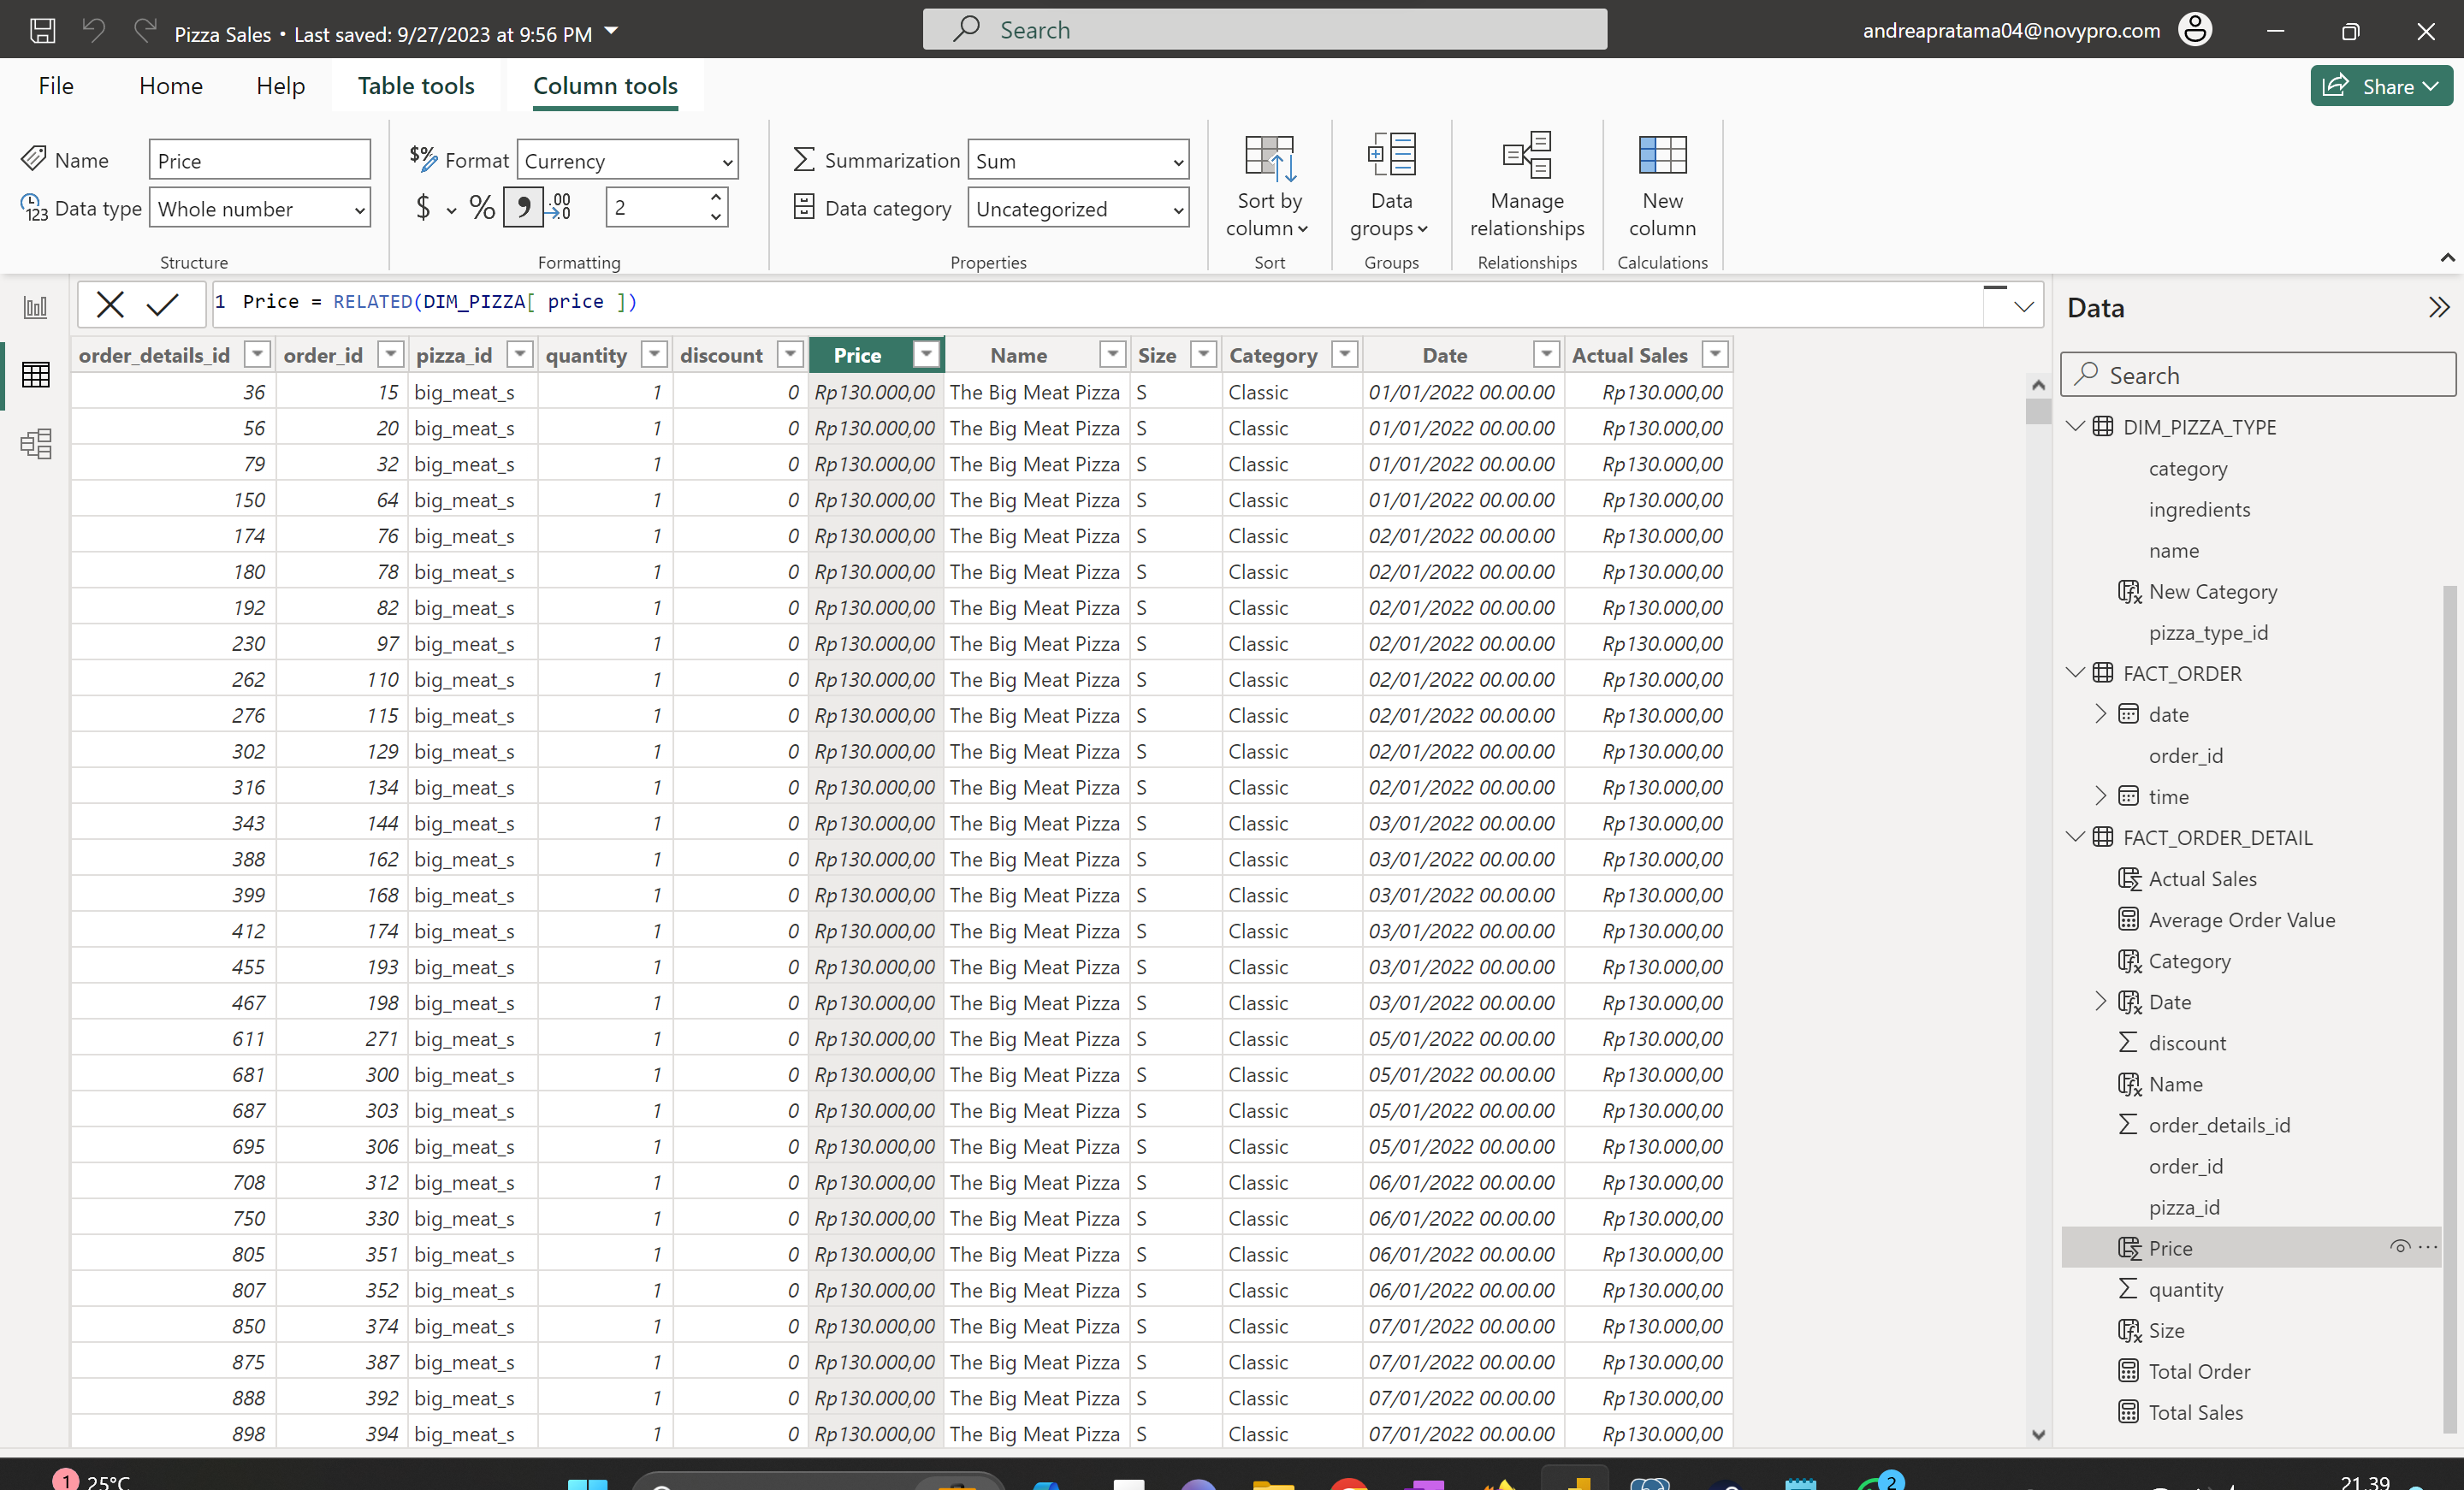 Pizza Sales • Last saved: 9/27/2023 at 9:56 PM
Search
andreapratama04@novypro.com
File Home Help Table tools Column tools
Share
Name Price
Format Currency
Summarization Sum
Data type Whole number
$ % , .00 2
Data category Uncategorized
Sort by column
Data groups
Manage relationships
New column
Structure Formatting Properties Sort Groups Relationships Calculations
1 Price = RELATED(DIM_PIZZA[ price ])
order_details_id order_id pizza_id quantity discount Price Name Size Category Date Actual Sales
36 15 big_meat_s 1 0 Rp130.000,00 The Big Meat Pizza S Classic 01/01/2022 00.00.00 Rp130.000,00
56 20 big_meat_s 1 0 Rp130.000,00 The Big Meat Pizza S Classic 01/01/2022 00.00.00 Rp130.000,00
79 32 big_meat_s 1 0 Rp130.000,00 The Big Meat Pizza S Classic 01/01/2022 00.00.00 Rp130.000,00
150 64 big_meat_s 1 0 Rp130.000,00 The Big Meat Pizza S Classic 01/01/2022 00.00.00 Rp130.000,00
174 76 big_meat_s 1 0 Rp130.000,00 The Big Meat Pizza S Classic 02/01/2022 00.00.00 Rp130.000,00
180 78 big_meat_s 1 0 Rp130.000,00 The Big Meat Pizza S Classic 02/01/2022 00.00.00 Rp130.000,00
192 82 big_meat_s 1 0 Rp130.000,00 The Big Meat Pizza S Classic 02/01/2022 00.00.00 Rp130.000,00
230 97 big_meat_s 1 0 Rp130.000,00 The Big Meat Pizza S Classic 02/01/2022 00.00.00 Rp130.000,00
262 110 big_meat_s 1 0 Rp130.000,00 The Big Meat Pizza S Classic 02/01/2022 00.00.00 Rp130.000,00
276 115 big_meat_s 1 0 Rp130.000,00 The Big Meat Pizza S Classic 02/01/2022 00.00.00 Rp130.000,00
302 129 big_meat_s 1 0 Rp130.000,00 The Big Meat Pizza S Classic 02/01/2022 00.00.00 Rp130.000,00
316 134 big_meat_s 1 0 Rp130.000,00 The Big Meat Pizza S Classic 02/01/2022 00.00.00 Rp130.000,00
343 144 big_meat_s 1 0 Rp130.000,00 The Big Meat Pizza S Classic 03/01/2022 00.00.00 Rp130.000,00
388 162 big_meat_s 1 0 Rp130.000,00 The Big Meat Pizza S Classic 03/01/2022 00.00.00 Rp130.000,00
399 168 big_meat_s 1 0 Rp130.000,00 The Big Meat Pizza S Classic 03/01/2022 00.00.00 Rp130.000,00
412 174 big_meat_s 1 0 Rp130.000,00 The Big Meat Pizza S Classic 03/01/2022 00.00.00 Rp130.000,00
455 193 big_meat_s 1 0 Rp130.000,00 The Big Meat Pizza S Classic 03/01/2022 00.00.00 Rp130.000,00
467 198 big_meat_s 1 0 Rp130.000,00 The Big Meat Pizza S Classic 03/01/2022 00.00.00 Rp130.000,00
611 271 big_meat_s 1 0 Rp130.000,00 The Big Meat Pizza S Classic 05/01/2022 00.00.00 Rp130.000,00
681 300 big_meat_s 1 0 Rp130.000,00 The Big Meat Pizza S Classic 05/01/2022 00.00.00 Rp130.000,00
687 303 big_meat_s 1 0 Rp130.000,00 The Big Meat Pizza S Classic 05/01/2022 00.00.00 Rp130.000,00
695 306 big_meat_s 1 0 Rp130.000,00 The Big Meat Pizza S Classic 05/01/2022 00.00.00 Rp130.000,00
708 312 big_meat_s 1 0 Rp130.000,00 The Big Meat Pizza S Classic 06/01/2022 00.00.00 Rp130.000,00
750 330 big_meat_s 1 0 Rp130.000,00 The Big Meat Pizza S Classic 06/01/2022 00.00.00 Rp130.000,00
805 351 big_meat_s 1 0 Rp130.000,00 The Big Meat Pizza S Classic 06/01/2022 00.00.00 Rp130.000,00
807 352 big_meat_s 1 0 Rp130.000,00 The Big Meat Pizza S Classic 06/01/2022 00.00.00 Rp130.000,00
850 374 big_meat_s 1 0 Rp130.000,00 The Big Meat Pizza S Classic 07/01/2022 00.00.00 Rp130.000,00
875 387 big_meat_s 1 0 Rp130.000,00 The Big Meat Pizza S Classic 07/01/2022 00.00.00 Rp130.000,00
888 392 big_meat_s 1 0 Rp130.000,00 The Big Meat Pizza S Classic 07/01/2022 00.00.00 Rp130.000,00
898 394 big_meat_s 1 0 Rp130.000,00 The Big Meat Pizza S Classic 07/01/2022 00.00.00 Rp130.000,00
Data
Search
DIM_PIZZA_TYPE
category
ingredients
name
New Category
pizza_type_id
FACT_ORDER
date
order_id
time
FACT_ORDER_DETAIL
Actual Sales
Average Order Value
Category
Date
discount
Name
order_details_id
order_id
pizza_id
Price
quantity
Size
Total Order
Total Sales
1 25°C
2
21.39